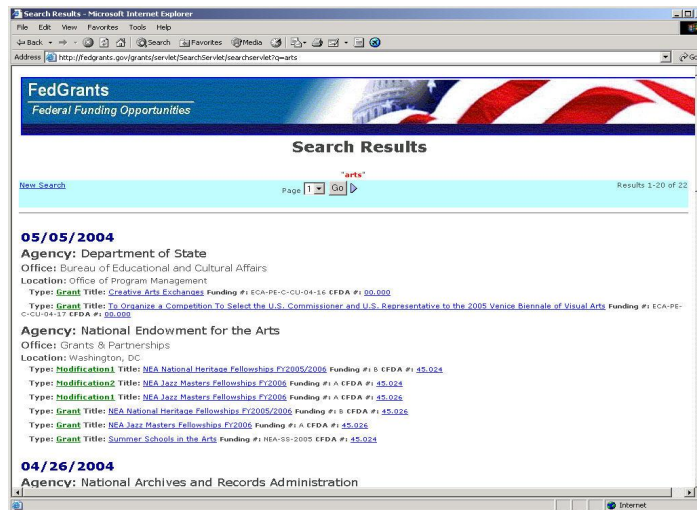 Search Results - Microsoft Internet Explorer
File Edit View Favorites Tools Help
Back Search Favorites Media
Address http://fedgrants.gov/grants/servlet/SearchServlet/searchservlet?q=arts Go
FedGrants
Federal Funding Opportunities
Search Results
"arts"
New Search Page 1 Go Results 1-20 of 22
05/05/2004
Agency: Department of State
Office: Bureau of Educational and Cultural Affairs
Location: Office of Program Management
Type: Grant Title: Creative Arts Exchanges Funding #: ECA-PE-C-CU-04-16 CFDA #: 00.000
Type: Grant Title: To Organize a Competition To Select the U.S. Commissioner and U.S. Representative to the 2005 Venice Biennale of Visual Arts Funding #: ECA-PE-
C-CU-04-17 CFDA #: 00.000
Agency: National Endowment for the Arts
Office: Grants & Partnerships
Location: Washington, DC
Type: Modification1 Title: NEA National Heritage Fellowships FY2005/2006 Funding #: B CFDA #: 45.024
Type: Modification2 Title: NEA Jazz Masters Fellowships FY2006 Funding #: A CFDA #: 45.024
Type: Modification1 Title: NEA Jazz Masters Fellowships FY2006 Funding #: A CFDA #: 45.026
Type: Grant Title: NEA National Heritage Fellowships FY2005/2006 Funding #: B CFDA #: 45.026
Type: Grant Title: NEA Jazz Masters Fellowships FY2006 Funding #: A CFDA #: 45.026
Type: Grant Title: Summer Schools in the Arts Funding #: NEA-SS-2005 CFDA #: 45.024
04/26/2004
Agency: National Archives and Records Administration
Internet